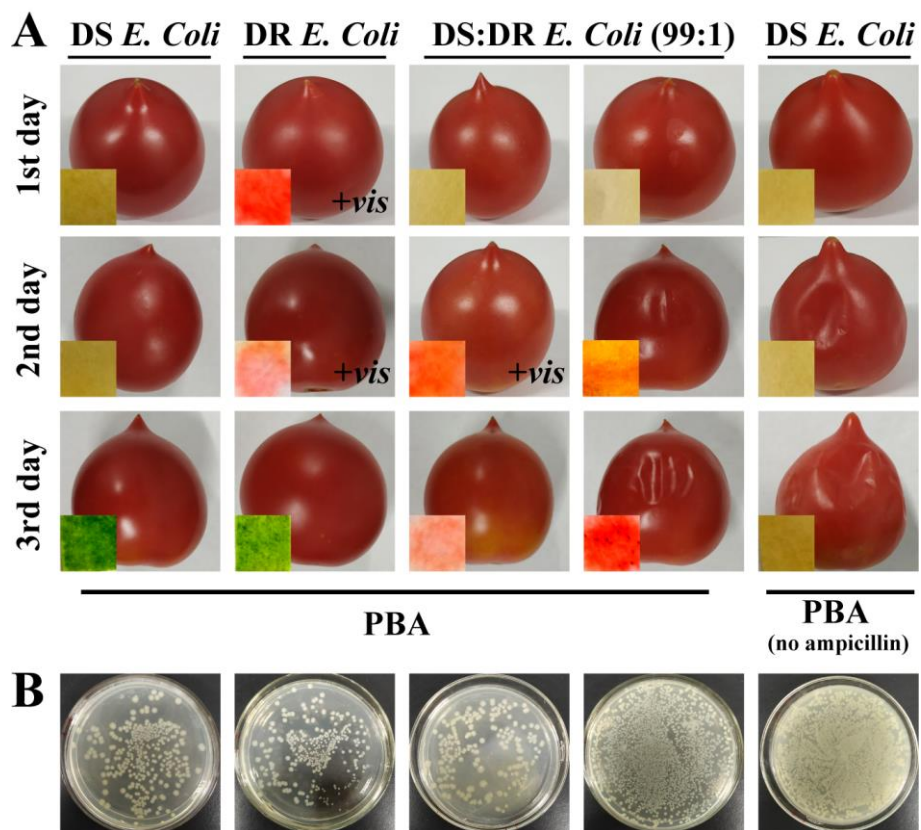 A
DS E. Coli
DR E. Coli
DS:DR E. Coli (99:1)
DS E. Coli
1st day
+vis
2nd day
+vis
+vis
3rd day
PBA
PBA
(no ampicillin)
B